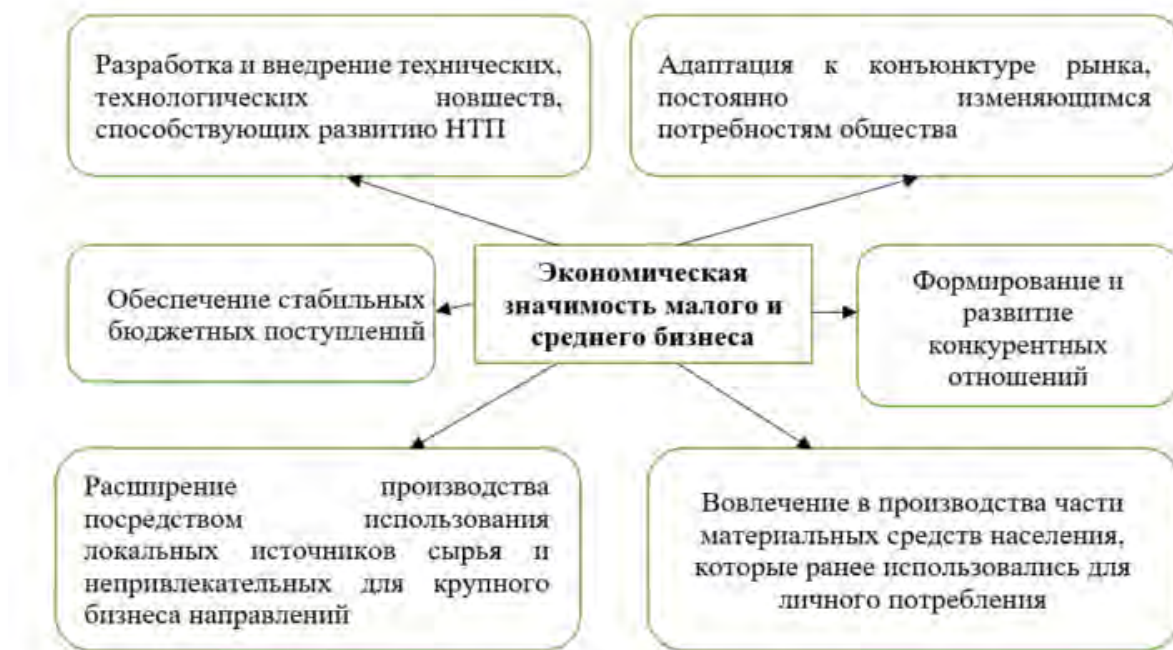 Разработка и внедрение технических,
технологических новшеств,
способствующих развитию НТП
Адаптация к конъюнктуре рынка,
постоянно изменяющимся
потребностям общества
Обеспечение стабильных
бюджетных поступлений
Экономическая
значимость малого и
среднего бизнеса
Формирование и
развитие
конкурентных
отношений
Расширение производства
посредством использования
локальных источников сырья и
непривлекательных для крупного
бизнеса направлений
Вовлечение в производства части
материальных средств населения,
которые ранее использовались для
личного потребления